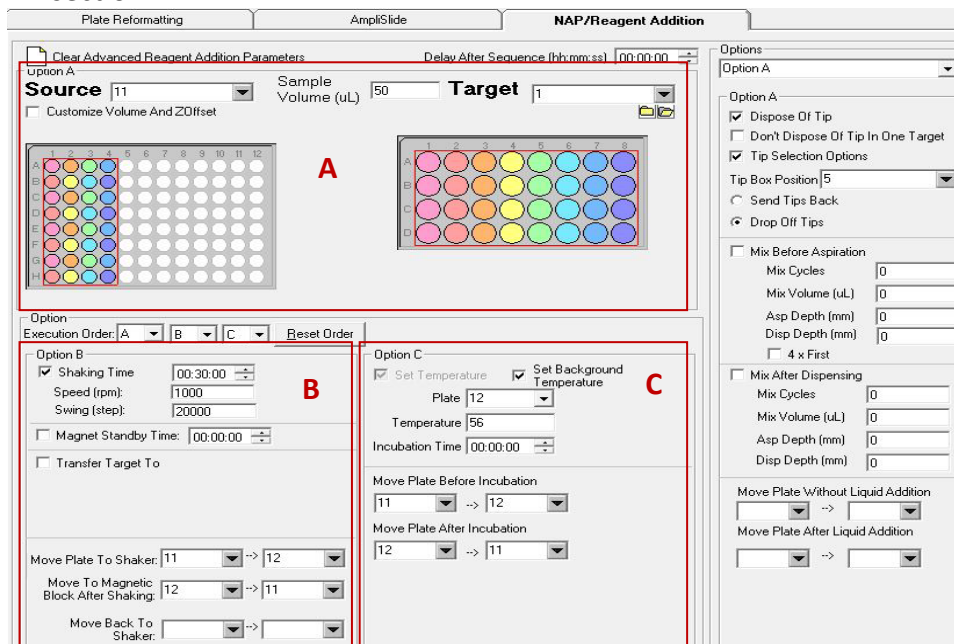 Plate Reformatting AmpliSlide NAP/Reagent Addition
Clear Advanced Reagent Addition Parameters Delay After Sequence (hh:mm:ss) 00:00:00
Option A
Source 11 Sample Volume (uL) 50 Target 1
Customize Volume And ZOffset
1 2 3 4 5 6 7 8 9 10 11 12
A
B
C
D
E
F
G
H
A
1 2 3 4 5 6 7 8
A
B
C
D
Option
Execution Order: A B C Reset Order
Option B
Shaking Time 00:30:00
Speed (rpm): 1000
Swing (step): 20000
B
Magnet Standby Time: 00:00:00
Transfer Target To
Move Plate To Shaker: 11 --> 12
Move To Magnetic
Block After Shaking: 12 --> 11
Move Back To
Shaker: -->
Option C
Set Temperature Set Background
Temperature
Plate 12
C
Temperature 56
Incubation Time 00:00:00
Move Plate Before Incubation
11 --> 12
Move Plate After Incubation
12 --> 11
Options
Option A
Option A
Dispose Of Tip
Don't Dispose Of Tip In One Target
Tip Selection Options
Tip Box Position 5
Send Tips Back
Drop Off Tips
Mix Before Aspiration
Mix Cycles 0
Mix Volume (uL) 0
Asp Depth (mm) 0
Disp Depth (mm) 0
4 x First
Mix After Dispensing
Mix Cycles 0
Mix Volume (uL) 0
Asp Depth (mm) 0
Disp Depth (mm) 0
Move Plate Without Liquid Addition
-->
Move Plate After Liquid Addition
-->